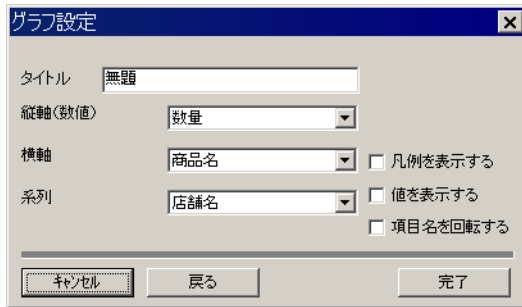 グラフ設定
タイトル 無題
縦軸(数値) 数量
横軸 商品名 凡例を表示する
系列 店舗名 値を表示する
項目名を回転する
ｷｬﾝｾﾙ 戻る 完了